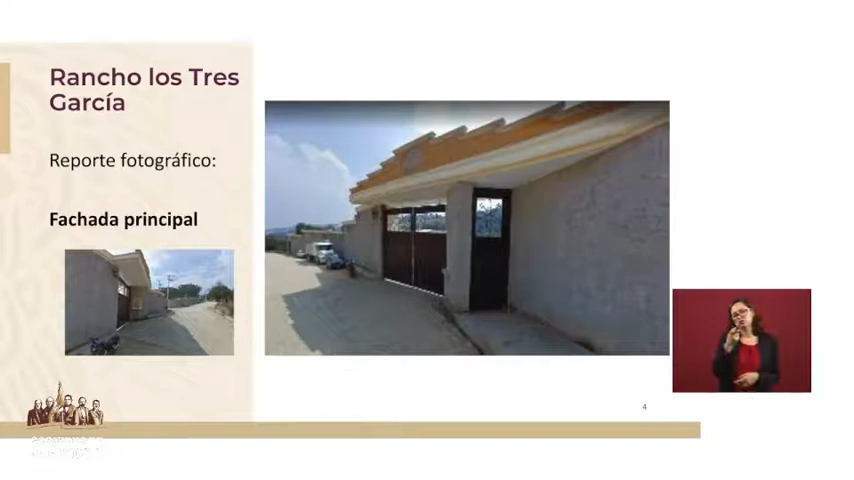 Rancho los Tres
García
Reporte fotográfico:
Fachada principal
4